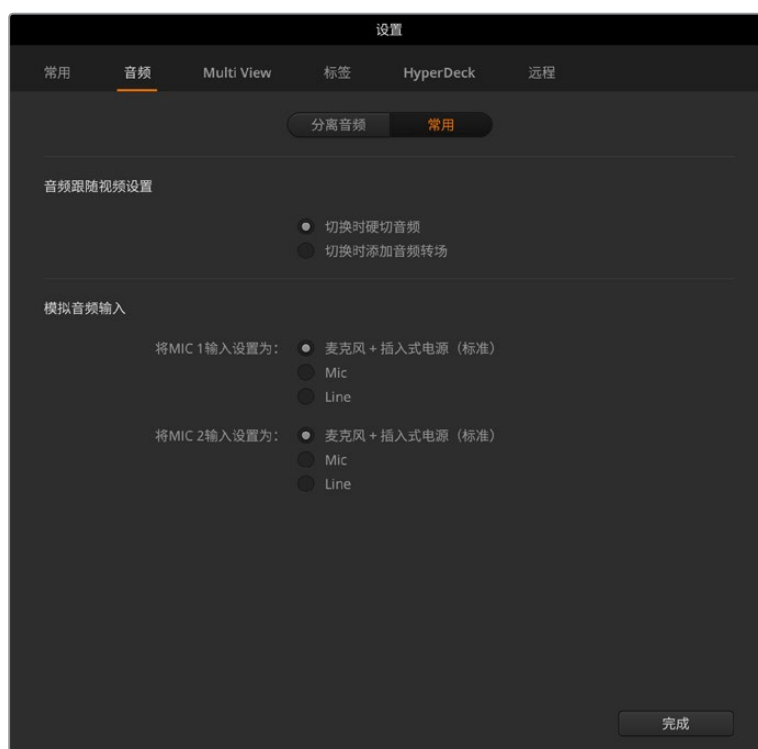 设置
常用 音频 Multi View 标签 HyperDeck 远程
分离音频 常用
音频跟随视频设置
切换时硬切音频
切换时添加音频转场
模拟音频输入
将MIC 1输入设置为： 麦克风 + 插入式电源（标准）
Mic
Line
将MIC 2输入设置为： 麦克风 + 插入式电源（标准）
Mic
Line
完成